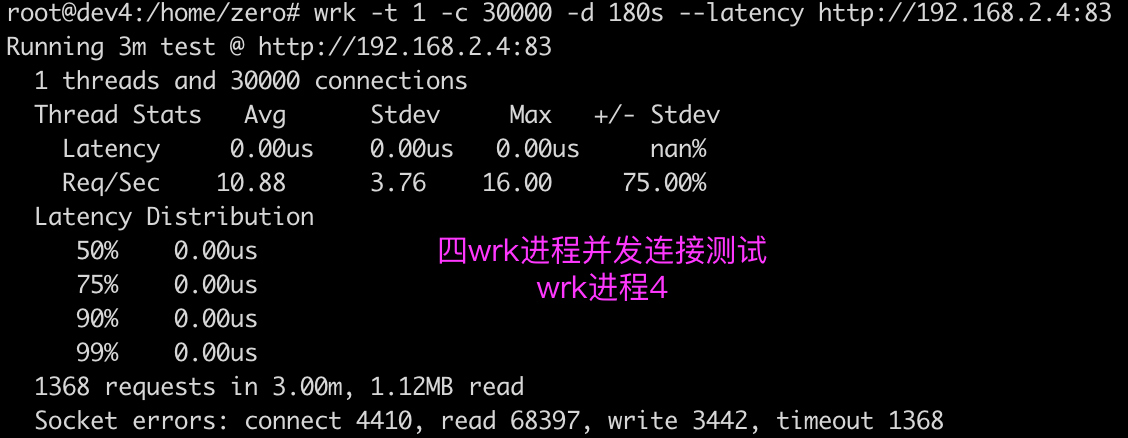 root@dev4:/home/zero# wrk -t 1 -c 30000 -d 180s --latency http://192.168.2.4:83
Running 3m test @ http://192.168.2.4:83
1 threads and 30000 connections
Thread Stats   Avg      Stdev     Max   +/- Stdev
Latency     0.00us    0.00us   0.00us     nan%
Req/Sec    10.88      3.76    16.00     75.00%
Latency Distribution
50%    0.00us
75%    0.00us
90%    0.00us
99%    0.00us
四wrk进程并发连接测试
wrk进程4
1368 requests in 3.00m, 1.12MB read
Socket errors: connect 4410, read 68397, write 3442, timeout 1368